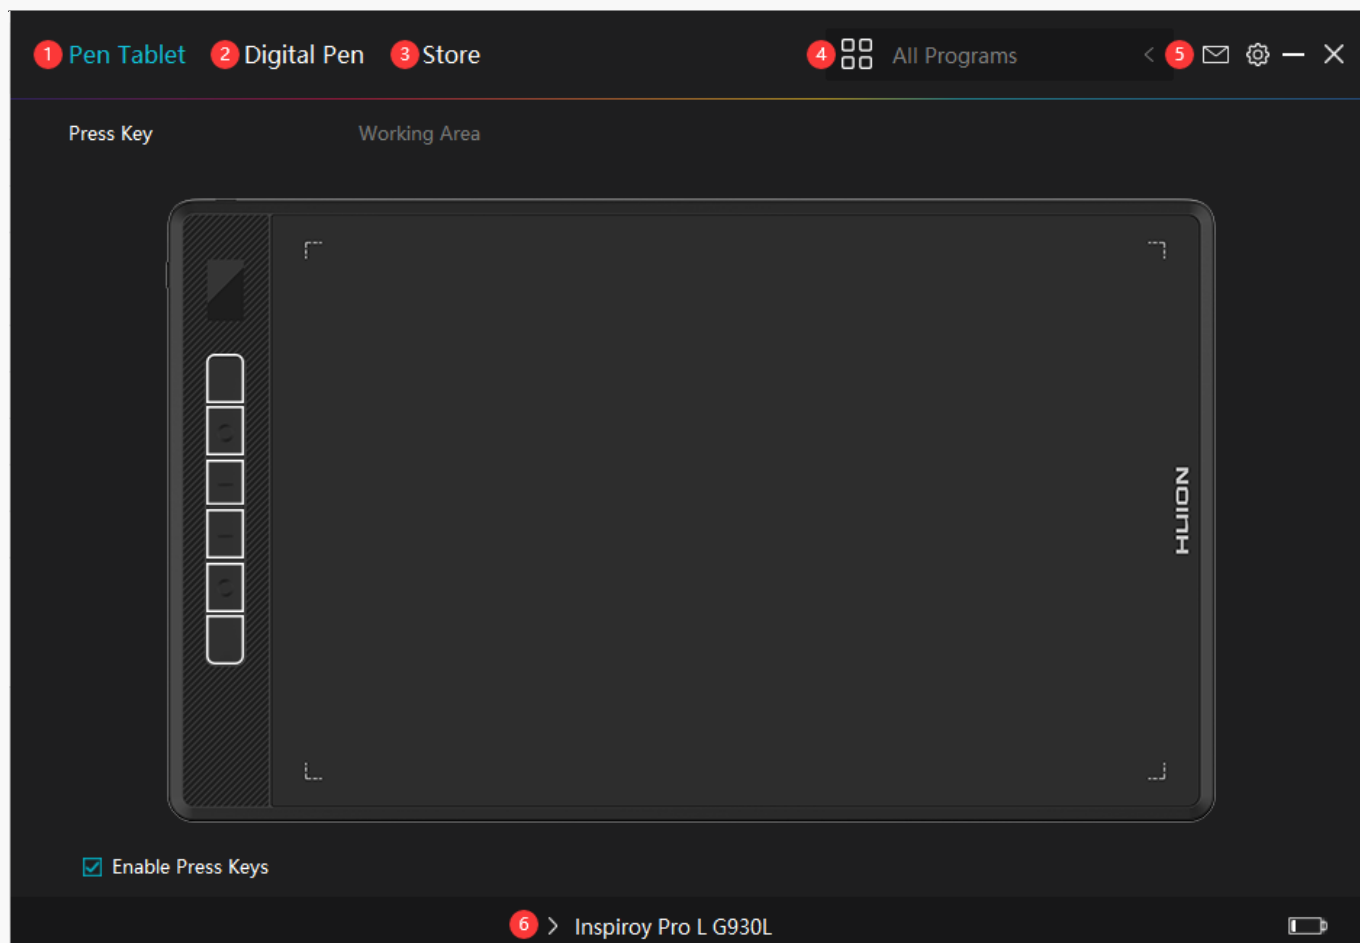 1 Pen Tablet 2 Digital Pen 3 Store 4 All Programs 5
Press Key Working Area
HUION
Enable Press Keys
6 > Inspiroy Pro L G930L